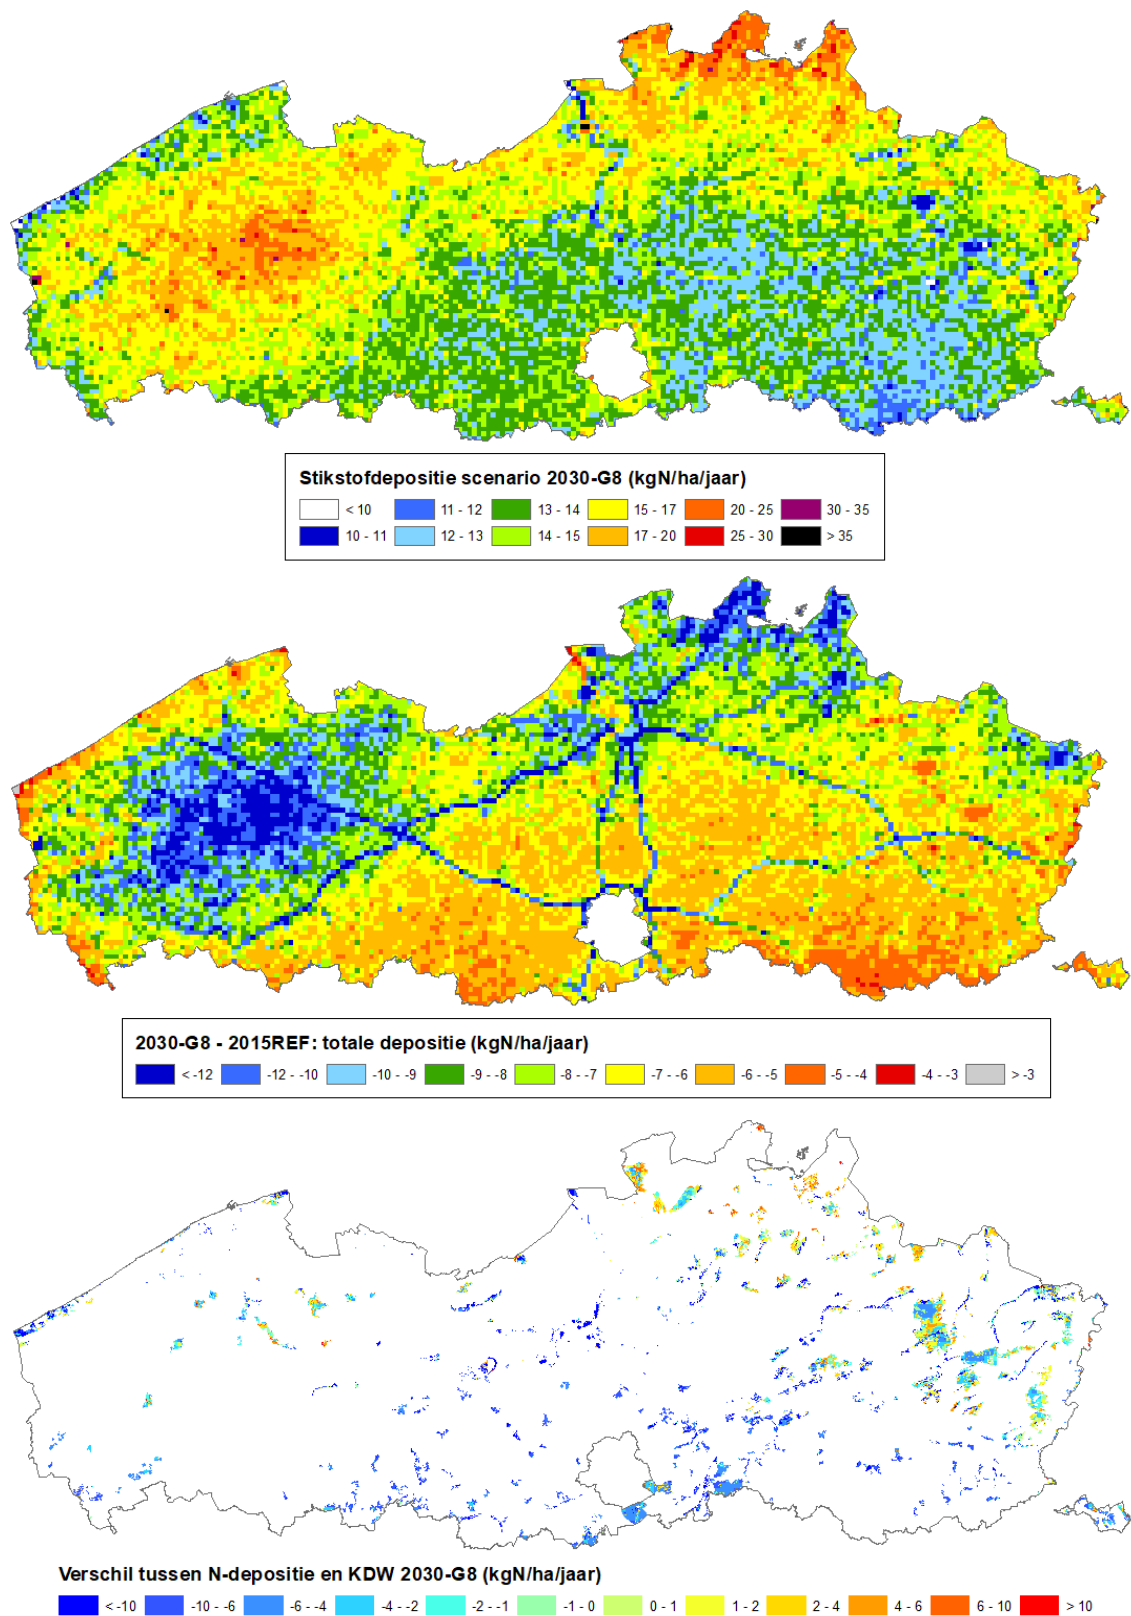 Stikstofdepositie scenario 2030-G8 (kgN/ha/jaar)
< 10 11 - 12 13 - 14 15 - 17 20 - 25 30 - 35
10 - 11 12 - 13 14 - 15 17 - 20 25 - 30 > 35
2030-G8 - 2015REF: totale depositie (kgN/ha/jaar)
< -12 -12 - -10 -10 - -9 -9 - -8 -8 - -7 -7 - -6 -6 - -5 -5 - -4 -4 - -3 > -3
Verschil tussen N-depositie en KDW 2030-G8 (kgN/ha/jaar)
< -10 -10 - -6 -6 - -4 -4 - -2 -2 - -1 -1 - 0 0 - 1 1 - 2 2 - 4 4 - 6 6 - 10 > 10